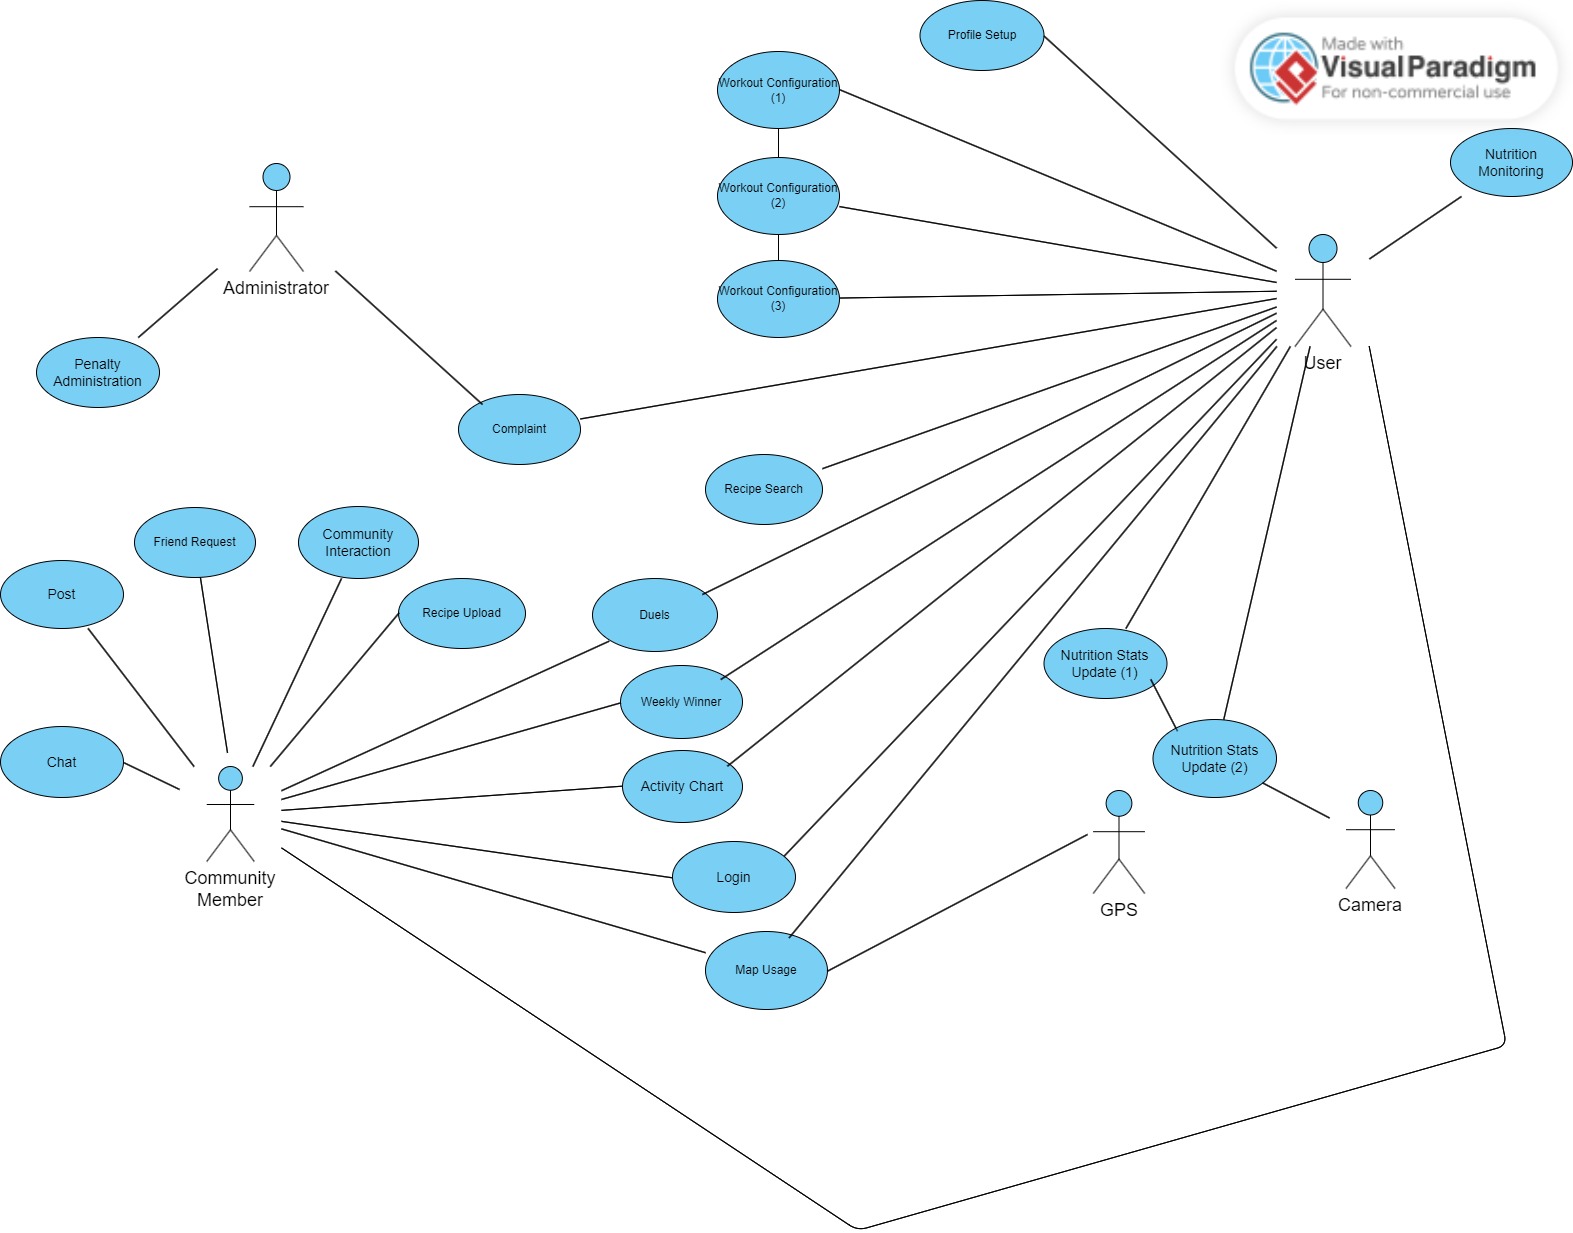 Profile Setup
Made with
Visual Paradigm
For non-commercial use
Workout Configuration
(1)
Nutrition
Monitoring
Workout Configuration
(2)
Administrator
Workout Configuration
(3)
User
Penalty
Administration
Complaint
Recipe Search
Friend Request
Community
Interaction
Post
Recipe Upload
Duels
Nutrition Stats
Update (1)
Weekly Winner
Chat
Activity Chart
Nutrition Stats
Update (2)
Community
Member
Login
GPS
Camera
Map Usage